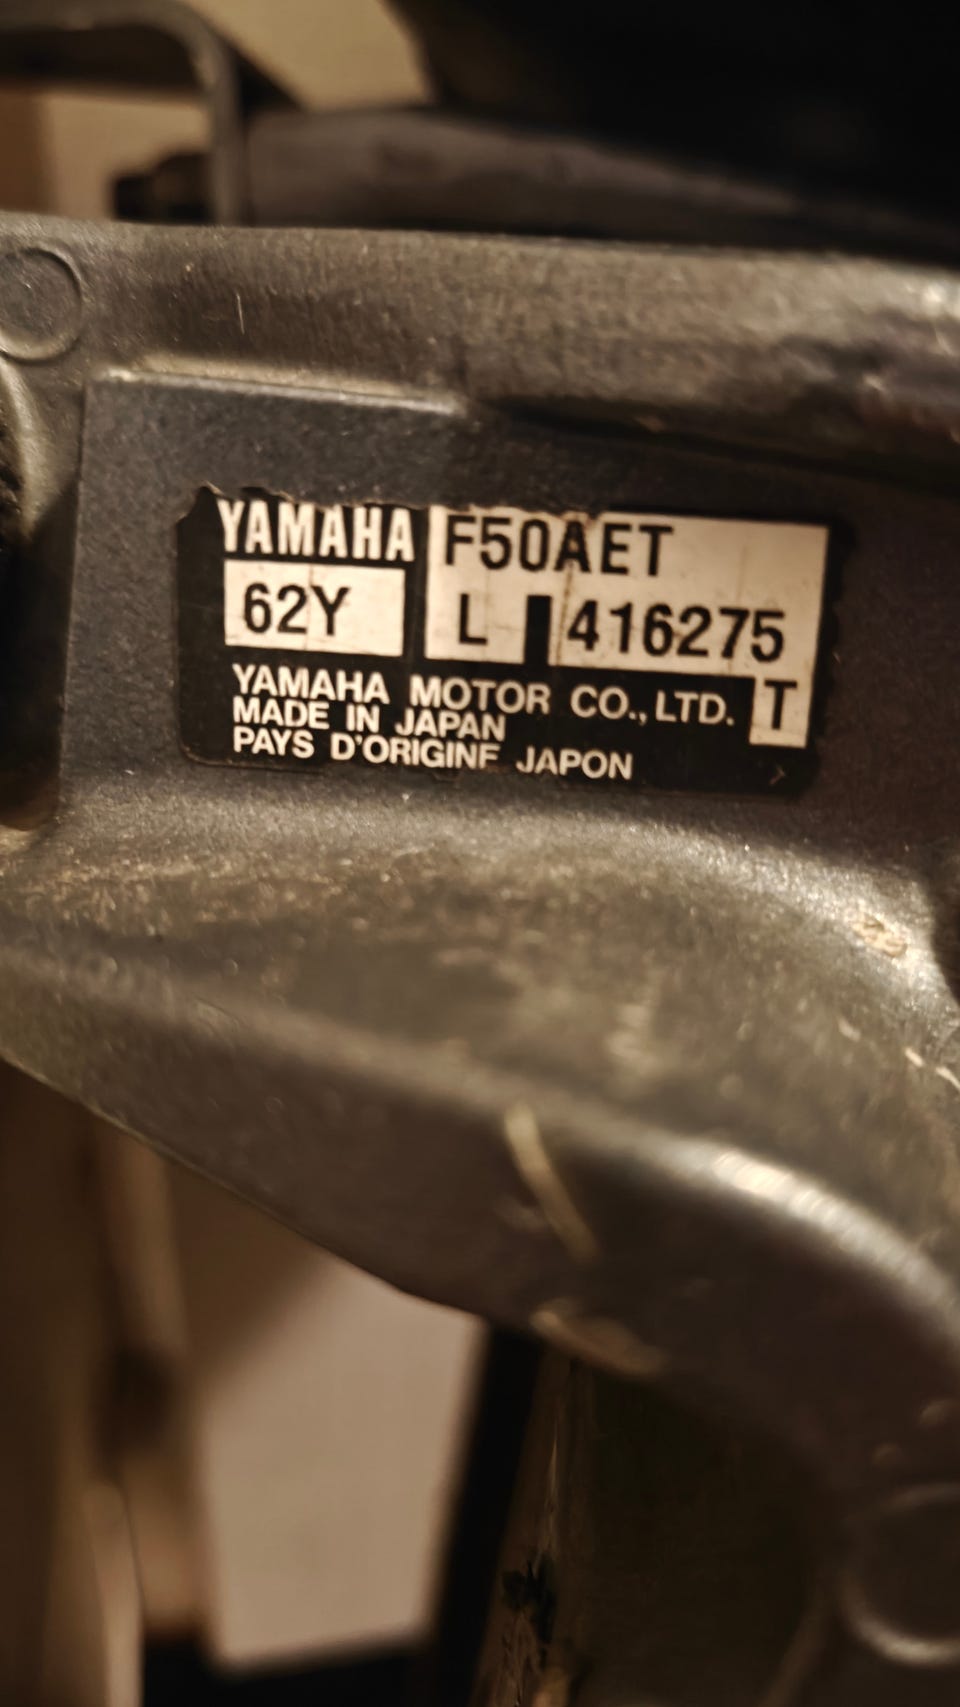 YAMAHA F50AET
62Y L 416275
YAMAHA MOTOR CO., LTD. T
MADE IN JAPAN
PAYS D'ORIGINE JAPON